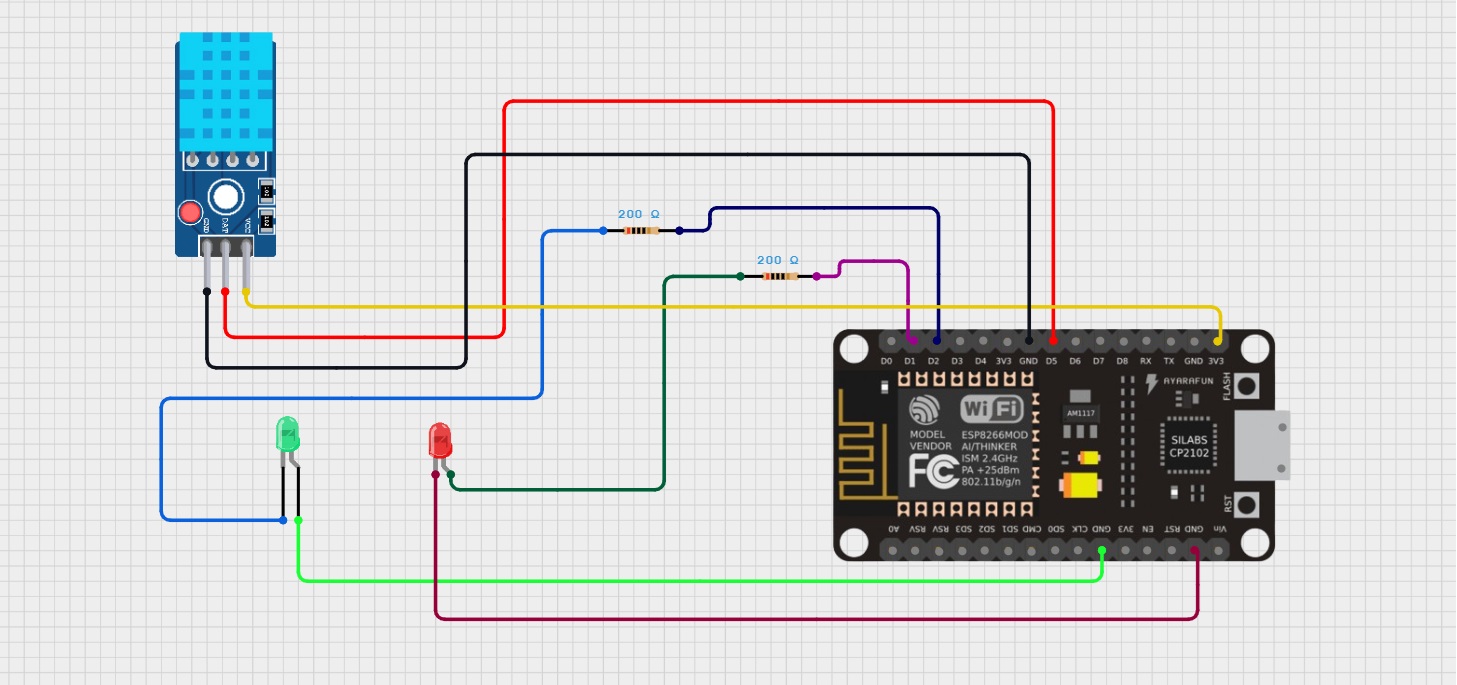 GND
DAT
VCC
200 Ω
200 Ω
D0 D1 D2 D3 D4 3V3 GND D5 D6 D7 D8 RX TX GND 3V3
AYARAFUN
FLASH
WiFi
MODEL
VENDOR
ESP8266MOD
AI/THINKER
ISM 2.4GHz
PA +25dBm
802.11b/g/n
FC
AM1117
SILABS
CP2102
RST
A0 RSV RSV SD3 SD2 SD1 CMD SD0 CLK GND 3V3 EN RST GND Vin